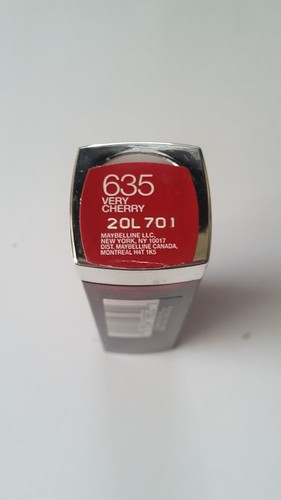 635
VERY
CHERRY
20L701
MAYBELLINE LLC,
NEW YORK, NY 10017
DIST. MAYBELLINE CANADA,
MONTREAL H4T 1K5